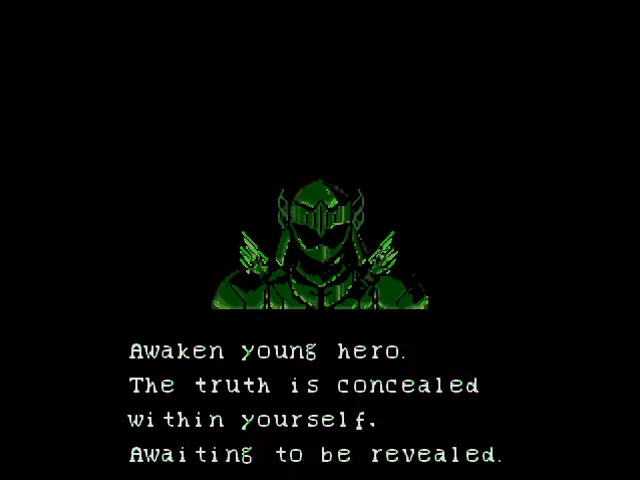 Awaken young hero.
The truth is concealed
within yourself.
Awaiting to be revealed.